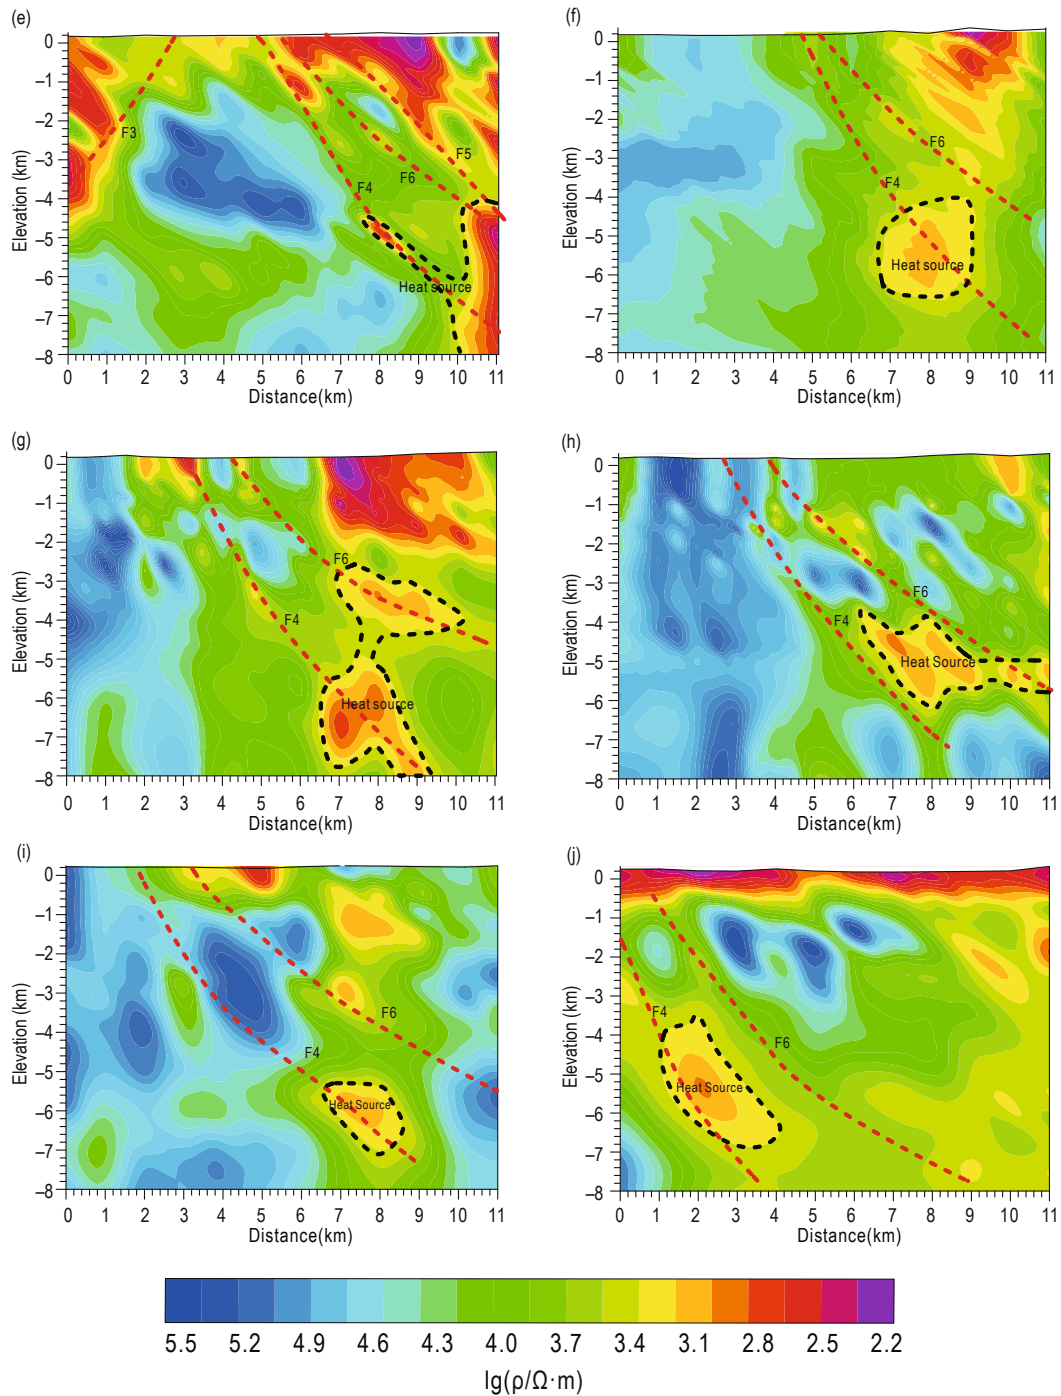 (e)
0
–1
–2
–3
–4
–5
–6
–7
–8
Elevation (km)
F3
F4
F6
F5
Heat source
0 1 2 3 4 5 6 7 8 9 10 11
Distance(km)
(f)
0
–1
–2
–3
–4
–5
–6
–7
–8
Elevation (km)
F6
F4
Heat source
0 1 2 3 4 5 6 7 8 9 10 11
Distance(km)
(g)
0
–1
–2
–3
–4
–5
–6
–7
–8
Elevation (km)
F6
F4
Heat source
0 1 2 3 4 5 6 7 8 9 10 11
Distance(km)
(h)
0
–1
–2
–3
–4
–5
–6
–7
–8
Elevation (km)
F6
F4
Heat Source
0 1 2 3 4 5 6 7 8 9 10 11
Distance(km)
(i)
0
–1
–2
–3
–4
–5
–6
–7
–8
Elevation (km)
F6
F4
Heat Source
0 1 2 3 4 5 6 7 8 9 10 11
Distance(km)
(j)
0
–1
–2
–3
–4
–5
–6
–7
–8
Elevation (km)
F4
F6
Heat Source
0 1 2 3 4 5 6 7 8 9 10 11
Distance(km)
5.5 5.2 4.9 4.6 4.3 4.0 3.7 3.4 3.1 2.8 2.5 2.2
lg(ρ/Ω·m)